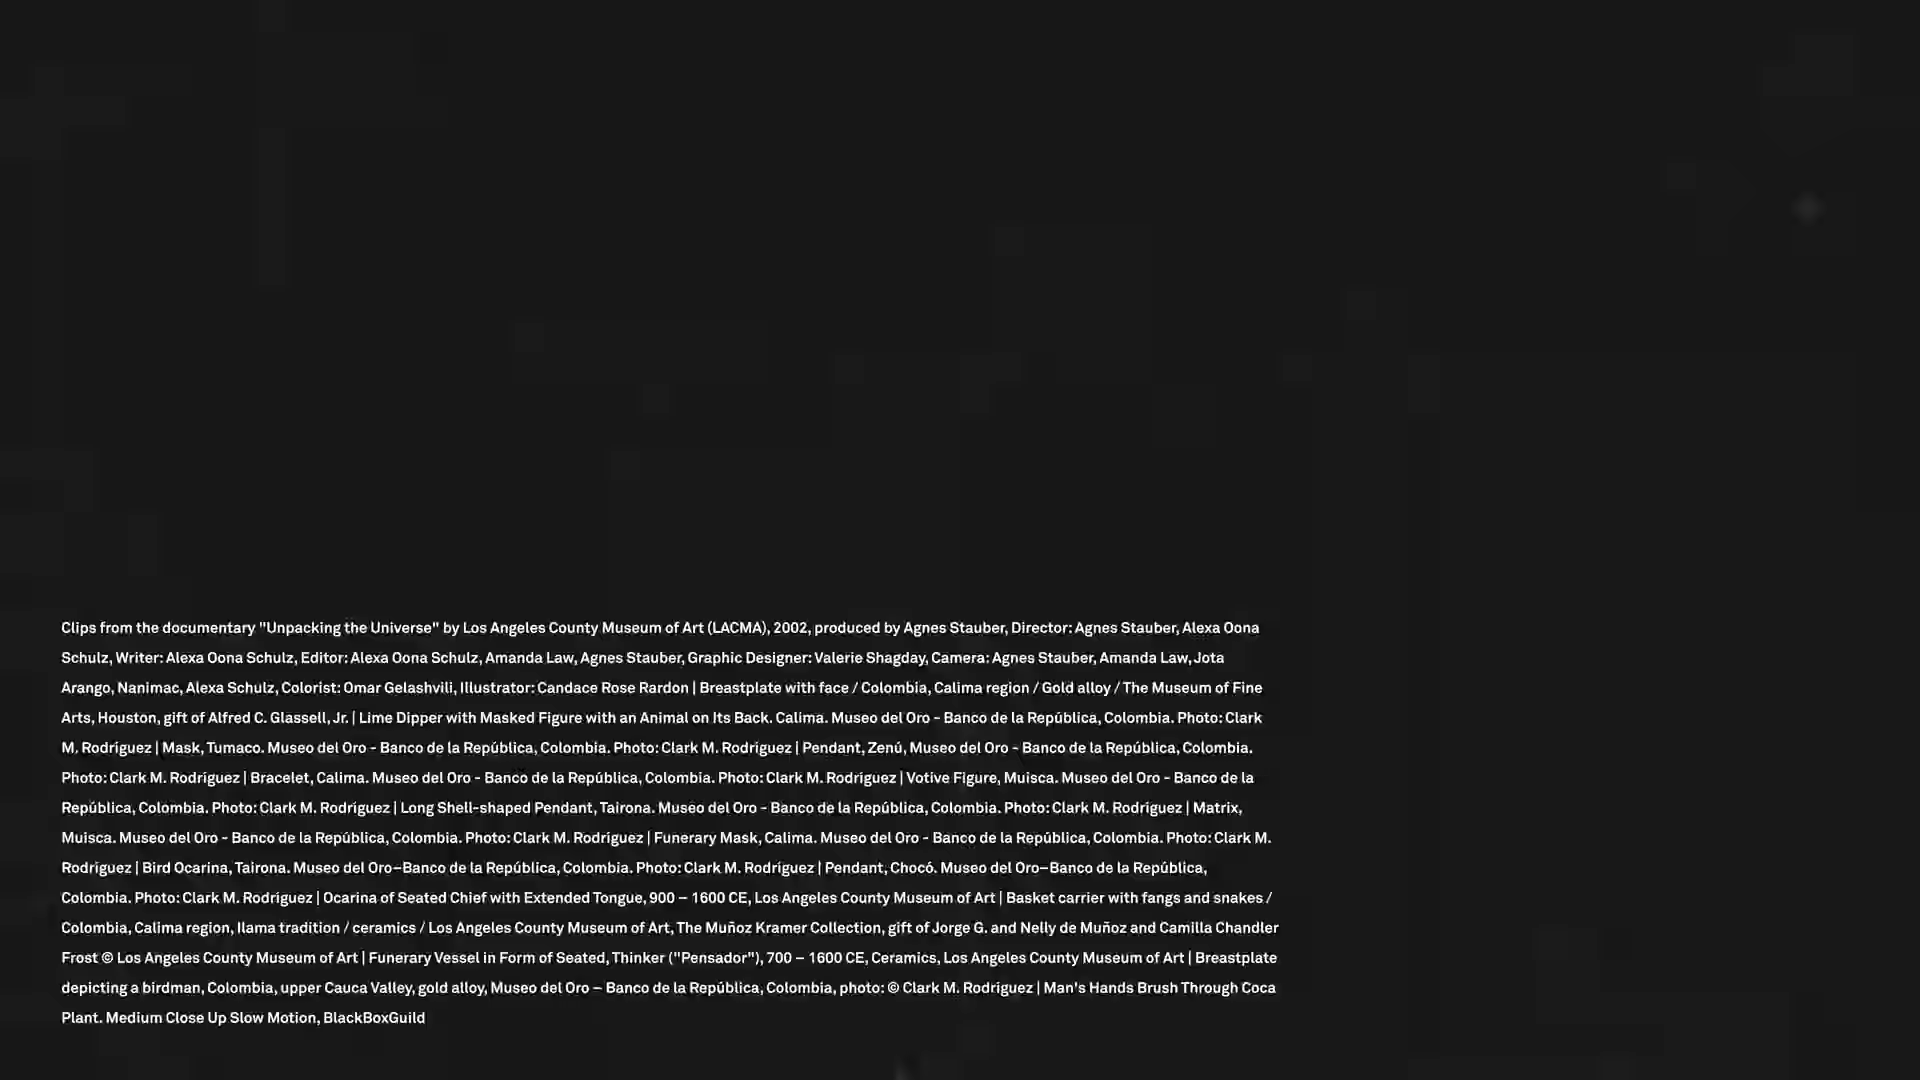 Clips from the documentary "Unpacking the Universe" by Los Angeles County Museum of Art (LACMA), 2002, produced by Agnes Stauber, Director: Agnes Stauber, Alexa Oona
Schulz, Writer: Alexa Oona Schulz, Editor: Alexa Oona Schulz, Amanda Law, Agnes Stauber, Graphic Designer: Valerie Shagday, Camera: Agnes Stauber, Amanda Law, Jota
Arango, Nanimac, Alexa Schulz, Colorist: Omar Gelashvili, Illustrator: Candace Rose Rardon | Breastplate with face / Colombia, Calima region / Gold alloy / The Museum of Fine
Arts, Houston, gift of Alfred C. Glassell, Jr. | Lime Dipper with Masked Figure with an Animal on Its Back. Calima. Museo del Oro - Banco de la República, Colombia. Photo: Clark
M. Rodríguez | Mask, Tumaco. Museo del Oro - Banco de la República, Colombia. Photo: Clark M. Rodríguez | Pendant, Zenú, Museo del Oro - Banco de la República, Colombia.
Photo: Clark M. Rodríguez | Bracelet, Calima. Museo del Oro - Banco de la República, Colombia. Photo: Clark M. Rodríguez | Votive Figure, Muisca. Museo del Oro - Banco de la
República, Colombia. Photo: Clark M. Rodríguez | Long Shell-shaped Pendant, Tairona. Museo del Oro - Banco de la República, Colombia. Photo: Clark M. Rodríguez | Matrix,
Muisca. Museo del Oro - Banco de la República, Colombia. Photo: Clark M. Rodríguez | Funerary Mask, Calima. Museo del Oro - Banco de la República, Colombia. Photo: Clark M.
Rodríguez | Bird Ocarina, Tairona. Museo del Oro–Banco de la República, Colombia. Photo: Clark M. Rodríguez | Pendant, Chocó. Museo del Oro–Banco de la República,
Colombia. Photo: Clark M. Rodríguez | Ocarina of Seated Chief with Extended Tongue, 900 – 1600 CE, Los Angeles County Museum of Art | Basket carrier with fangs and snakes /
Colombia, Calima region, Ilama tradition / ceramics / Los Angeles County Museum of Art, The Muñoz Kramer Collection, gift of Jorge G. and Nelly de Muñoz and Camilla Chandler
Frost © Los Angeles County Museum of Art | Funerary Vessel in Form of Seated, Thinker ("Pensador"), 700 – 1600 CE, Ceramics, Los Angeles County Museum of Art | Breastplate
depicting a birdman, Colombia, upper Cauca Valley, gold alloy, Museo del Oro – Banco de la República, Colombia, photo: © Clark M. Rodríguez | Man's Hands Brush Through Coca
Plant. Medium Close Up Slow Motion, BlackBoxGuild